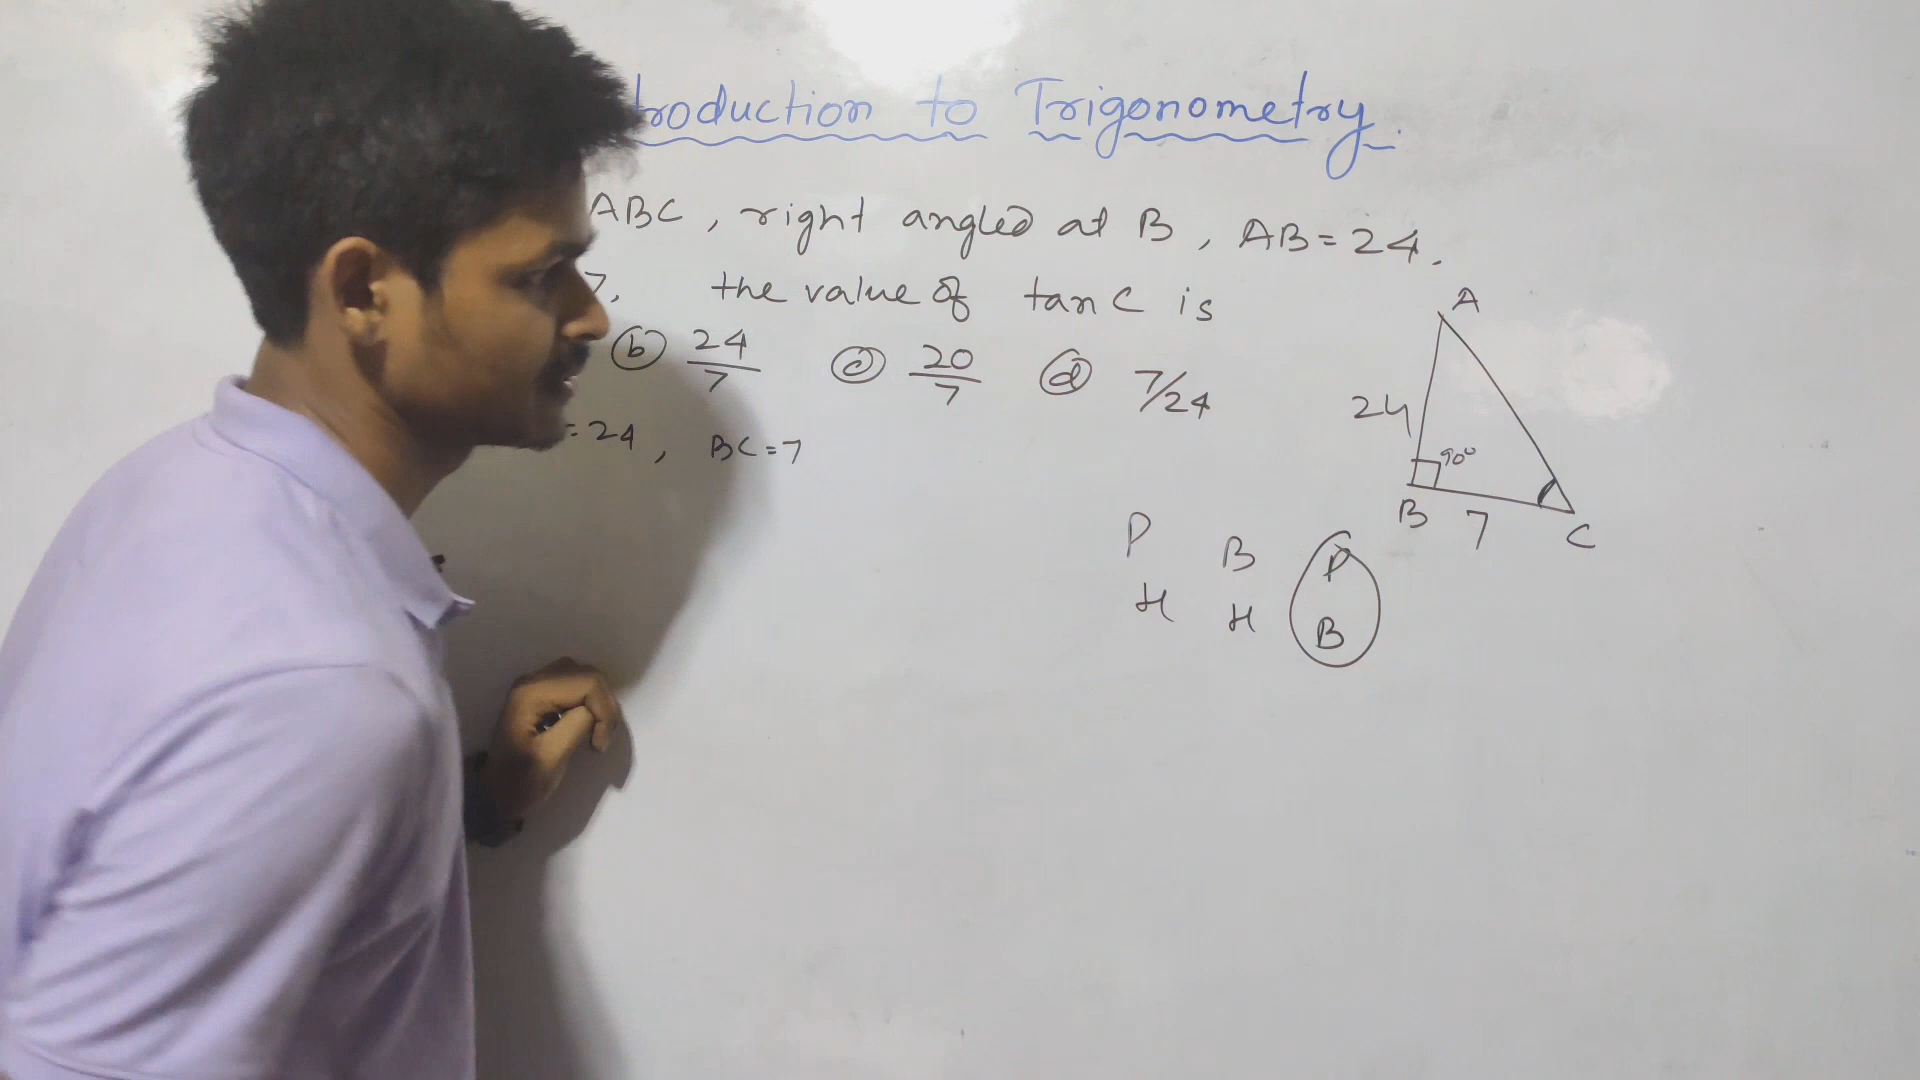 troduction to Trigonometry.
ABC, right angled at B, AB = 24.
7, the value of tan C is
(b) 24/7 (c) 20/7 (d) 7/24
= 24, BC = 7
A
24
90°
B 7 C
P B P
H H B